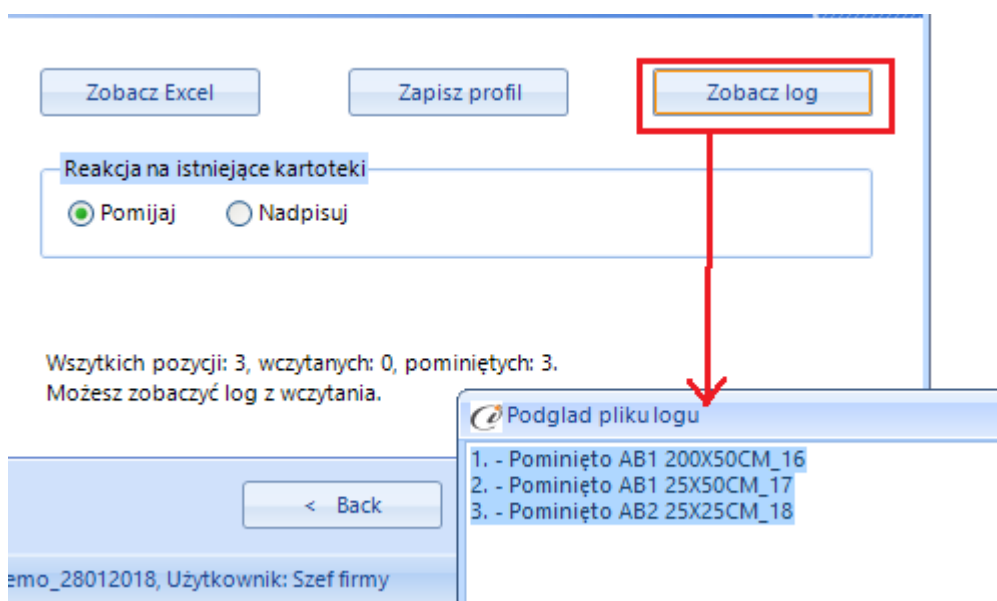 Zobacz Excel Zapisz profil Zobacz log
Reakcja na istniejące kartoteki
Pomijaj Nadpisuj
Wszytkich pozycji: 3, wczytanych: 0, pominiętych: 3.
Możesz zobaczyć log z wczytania.
Podglad pliku logu
1. - Pominięto AB1 200X50CM_16
2. - Pominięto AB1 25X50CM_17
3. - Pominięto AB2 25X25CM_18
< Back
emo_28012018, Użytkownik: Szef firmy